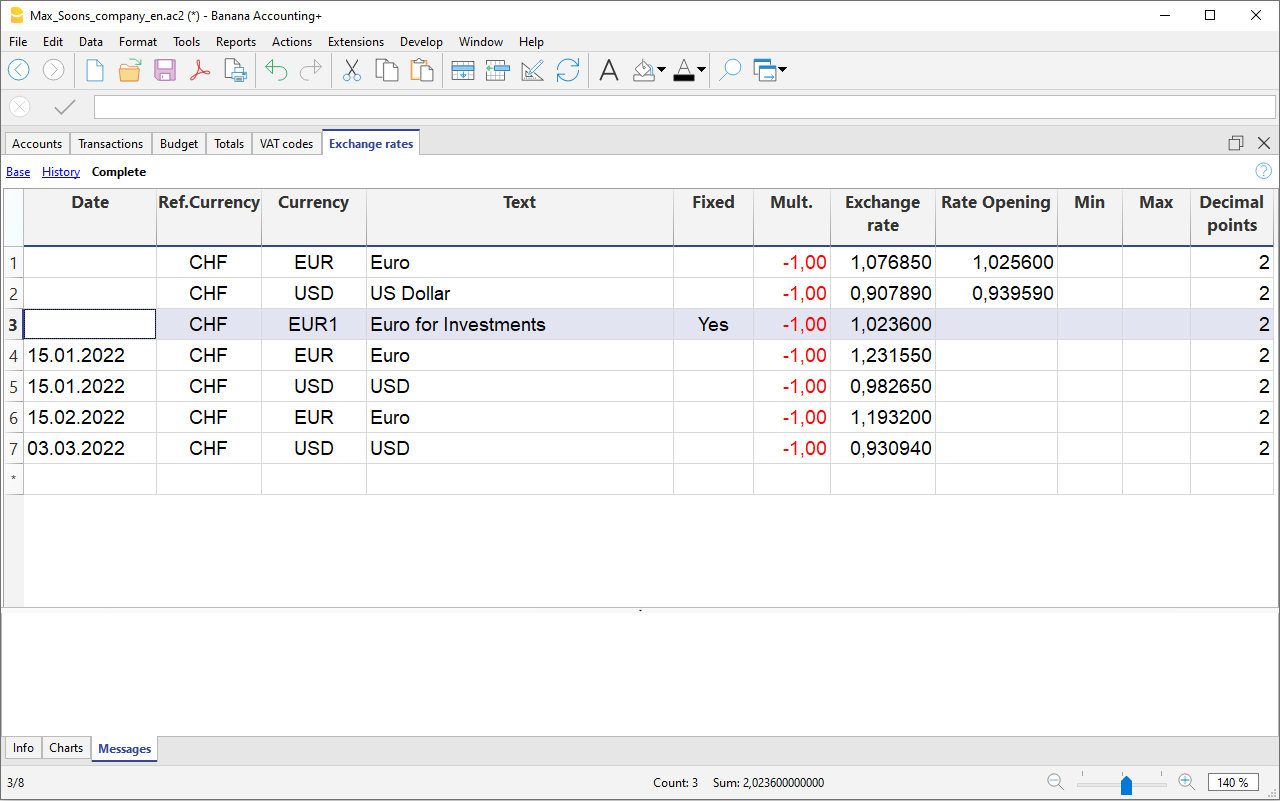 Max_Soons_company_en.ac2 (*) - Banana Accounting+
File Edit Data Format Tools Reports Actions Extensions Develop Window Help
Accounts Transactions Budget Totals VAT codes Exchange rates
Base History Complete
Date Ref.Currency Currency Text Fixed Mult. Exchange rate Rate Opening Min Max Decimal points
1 CHF EUR Euro -1,00 1,076850 1,025600 2
2 CHF USD US Dollar -1,00 0,907890 0,939590 2
3 CHF EUR1 Euro for Investments Yes -1,00 1,023600 2
4 15.01.2022 CHF EUR Euro -1,00 1,231550 2
5 15.01.2022 CHF USD USD -1,00 0,982650 2
6 15.02.2022 CHF EUR Euro -1,00 1,193200 2
7 03.03.2022 CHF USD USD -1,00 0,930940 2
*
Info Charts Messages
3/8 Count: 3 Sum: 2,023600000000 140 %